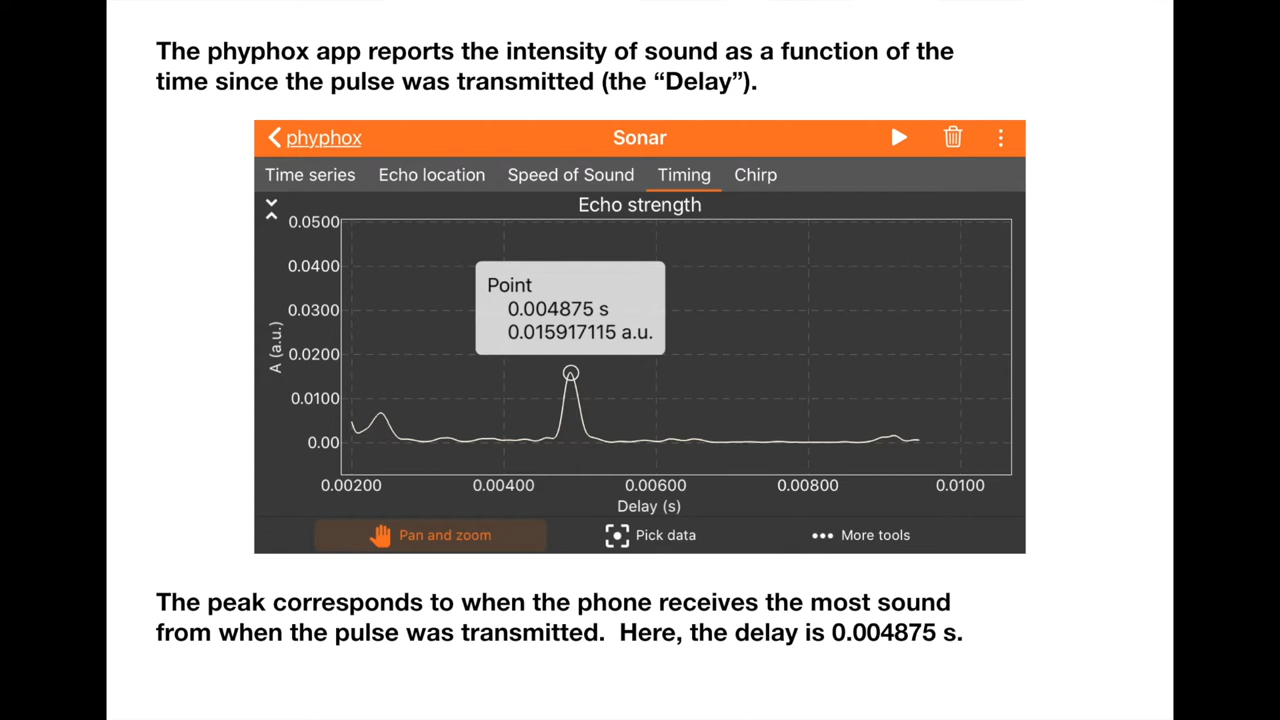 The phyphox app reports the intensity of sound as a function of the
time since the pulse was transmitted (the “Delay”).
phyphox
Sonar
Time series
Echo location
Speed of Sound
Timing
Chirp
Echo strength
0.0500
0.0400
0.0300
0.0200
0.0100
0.00
A (a.u.)
Point
0.004875 s
0.015917115 a.u.
0.00200
0.00400
0.00600
0.00800
0.0100
Delay (s)
Pan and zoom
Pick data
More tools
The peak corresponds to when the phone receives the most sound
from when the pulse was transmitted.  Here, the delay is 0.004875 s.